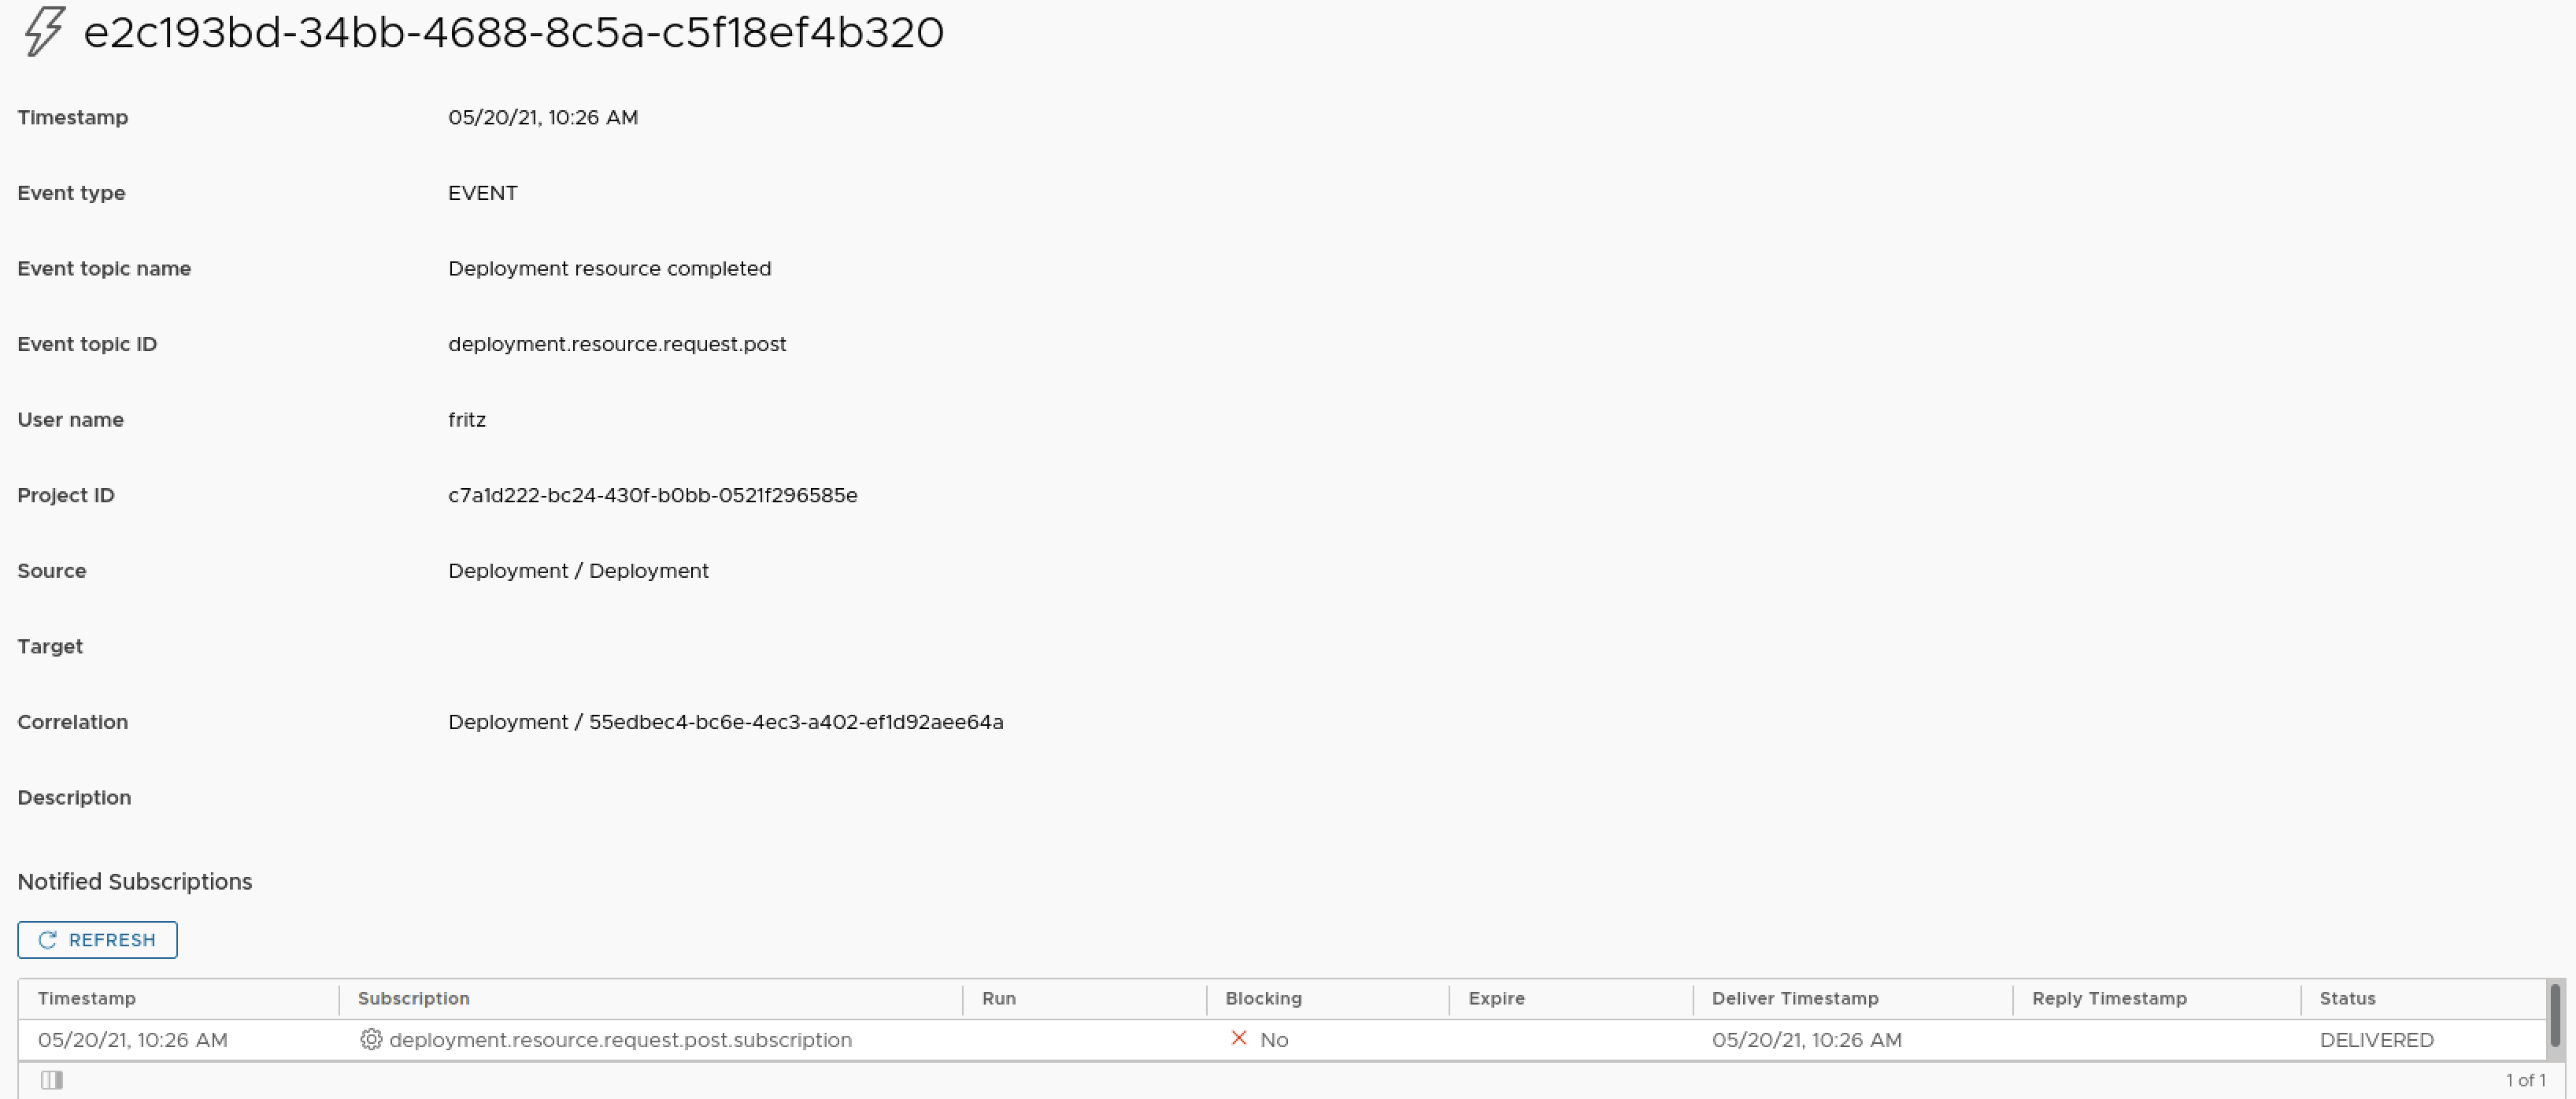 e2c193bd-34bb-4688-8c5a-c5f18ef4b320
Timestamp 05/20/21, 10:26 AM
Event type EVENT
Event topic name Deployment resource completed
Event topic ID deployment.resource.request.post
User name fritz
Project ID c7a1d222-bc24-430f-b0bb-0521f296585e
Source Deployment / Deployment
Target
Correlation Deployment / 55edbec4-bc6e-4ec3-a402-ef1d92aee64a
Description
Notified Subscriptions
REFRESH
Timestamp Subscription Run Blocking Expire Deliver Timestamp Reply Timestamp Status
05/20/21, 10:26 AM deployment.resource.request.post.subscription No 05/20/21, 10:26 AM DELIVERED
1 of 1